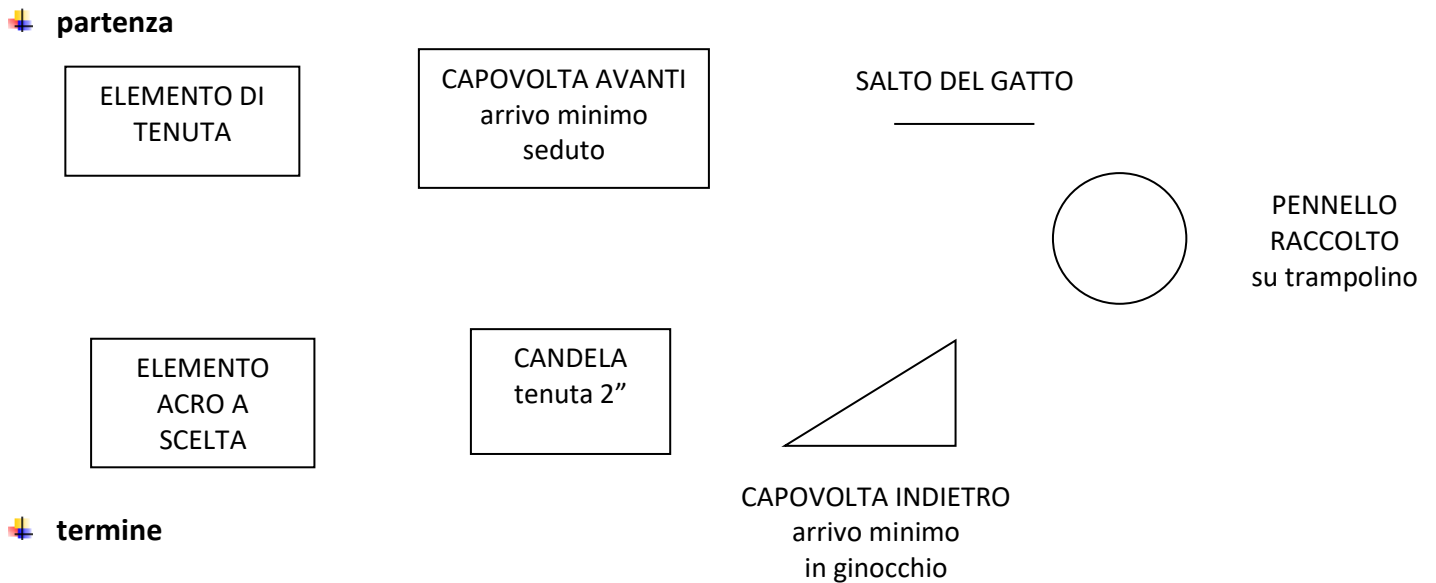 partenza
ELEMENTO DI
TENUTA
CAPOVOLTA AVANTI
arrivo minimo
seduto
SALTO DEL GATTO
PENNELLO
RACCOLTO
su trampolino
ELEMENTO
ACRO A
SCELTA
CANDELA
tenuta 2”
CAPOVOLTA INDIETRO
arrivo minimo
in ginocchio
termine